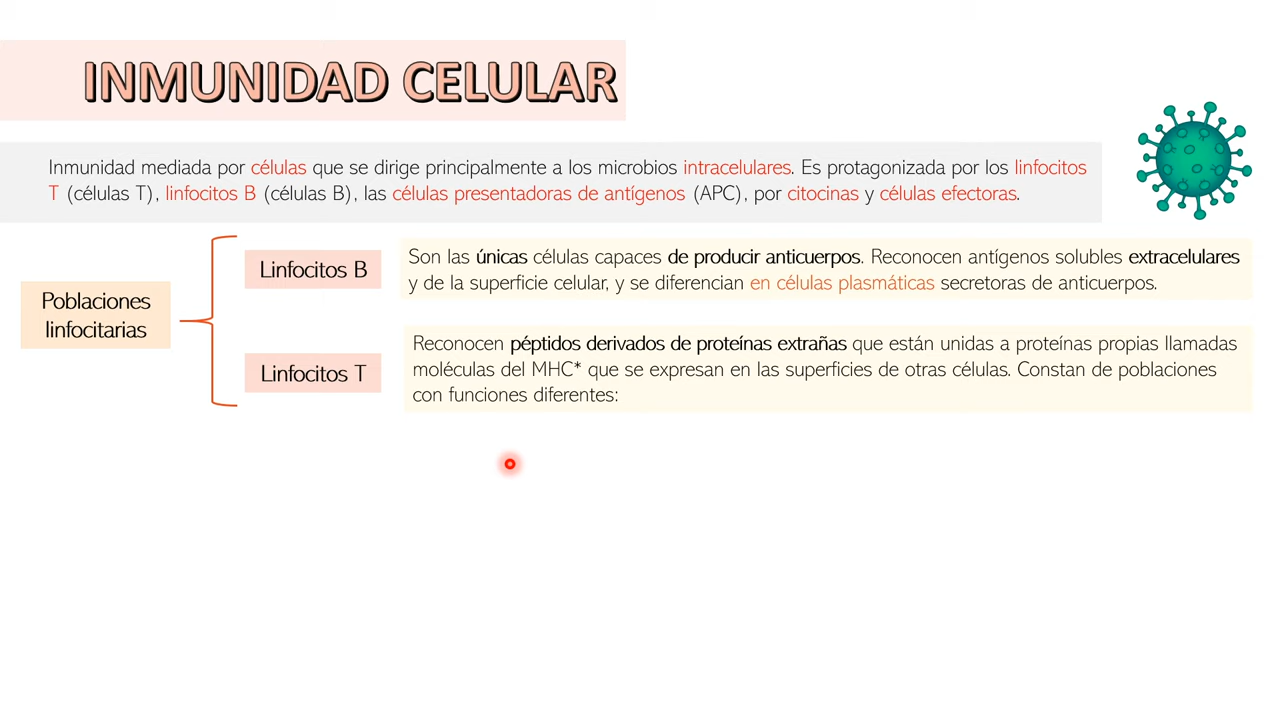 INMUNIDAD CELULAR
Inmunidad mediada por células que se dirige principalmente a los microbios intracelulares. Es protagonizada por los linfocitos
T (células T), linfocitos B (células B), las células presentadoras de antígenos (APC), por citocinas y células efectoras.
Poblaciones
linfocitarias
Linfocitos B
Son las únicas células capaces de producir anticuerpos. Reconocen antígenos solubles extracelulares
y de la superficie celular, y se diferencian en células plasmáticas secretoras de anticuerpos.
Linfocitos T
Reconocen péptidos derivados de proteínas extrañas que están unidas a proteínas propias llamadas
moléculas del MHC* que se expresan en las superficies de otras células. Constan de poblaciones
con funciones diferentes: